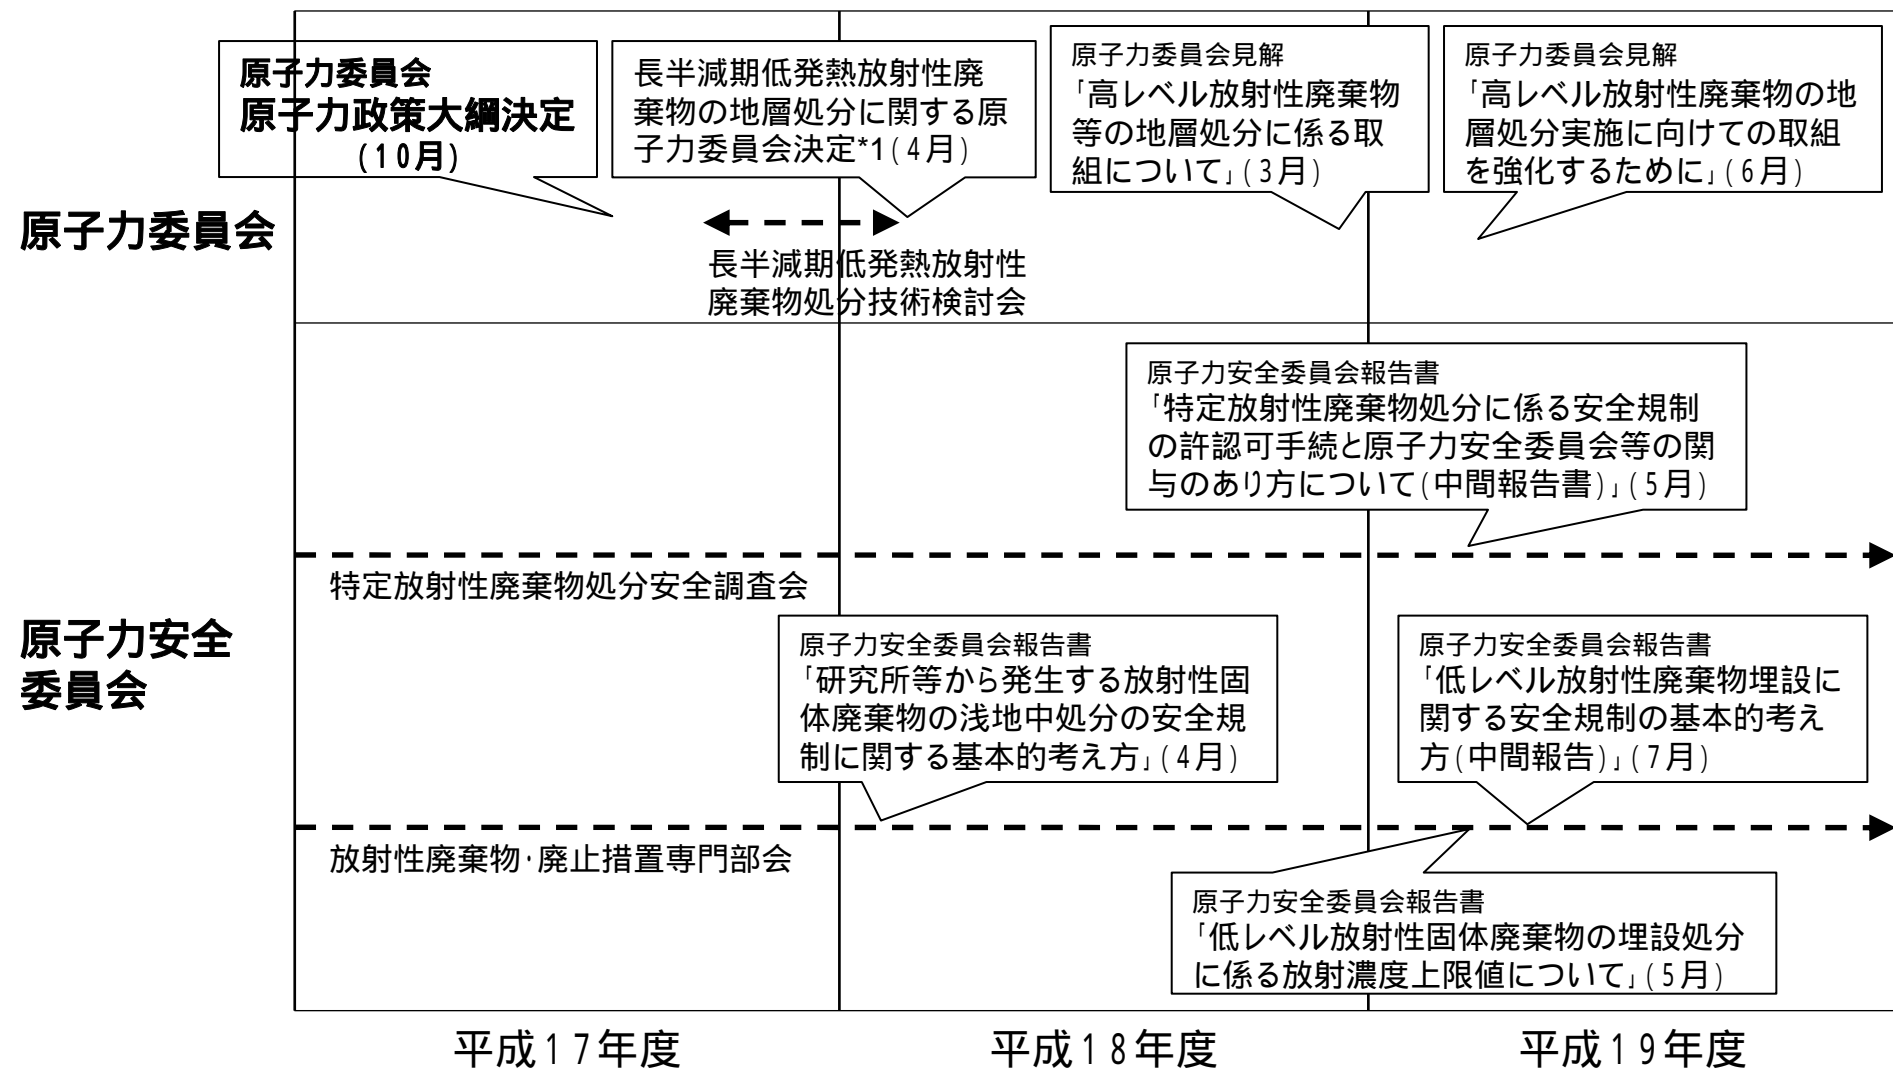 原子力委員会
原子力政策大綱決定
(10月)
長半減期低発熱放射性廃
棄物の地層処分に関する原
子力委員会決定*1(4月)
原子力委員会見解
「高レベル放射性廃棄物
等の地層処分に係る取
組について」(3月)
原子力委員会見解
「高レベル放射性廃棄物の地
層処分実施に向けての取組
を強化するために」(6月)
原子力委員会
長半減期低発熱放射性
廃棄物処分技術検討会
原子力安全委員会報告書
「特定放射性廃棄物処分に係る安全規制
の許認可手続と原子力安全委員会等の関
与のあり方について(中間報告書)」(5月)
特定放射性廃棄物処分安全調査会
原子力安全
委員会
原子力安全委員会報告書
「研究所等から発生する放射性固
体廃棄物の浅地中処分の安全規
制に関する基本的考え方」(4月)
原子力安全委員会報告書
「低レベル放射性廃棄物埋設に
関する安全規制の基本的考え
方(中間報告)」(7月)
放射性廃棄物・廃止措置専門部会
原子力安全委員会報告書
「低レベル放射性固体廃棄物の埋設処分
に係る放射濃度上限値について」(5月)
平成17年度
平成18年度
平成19年度